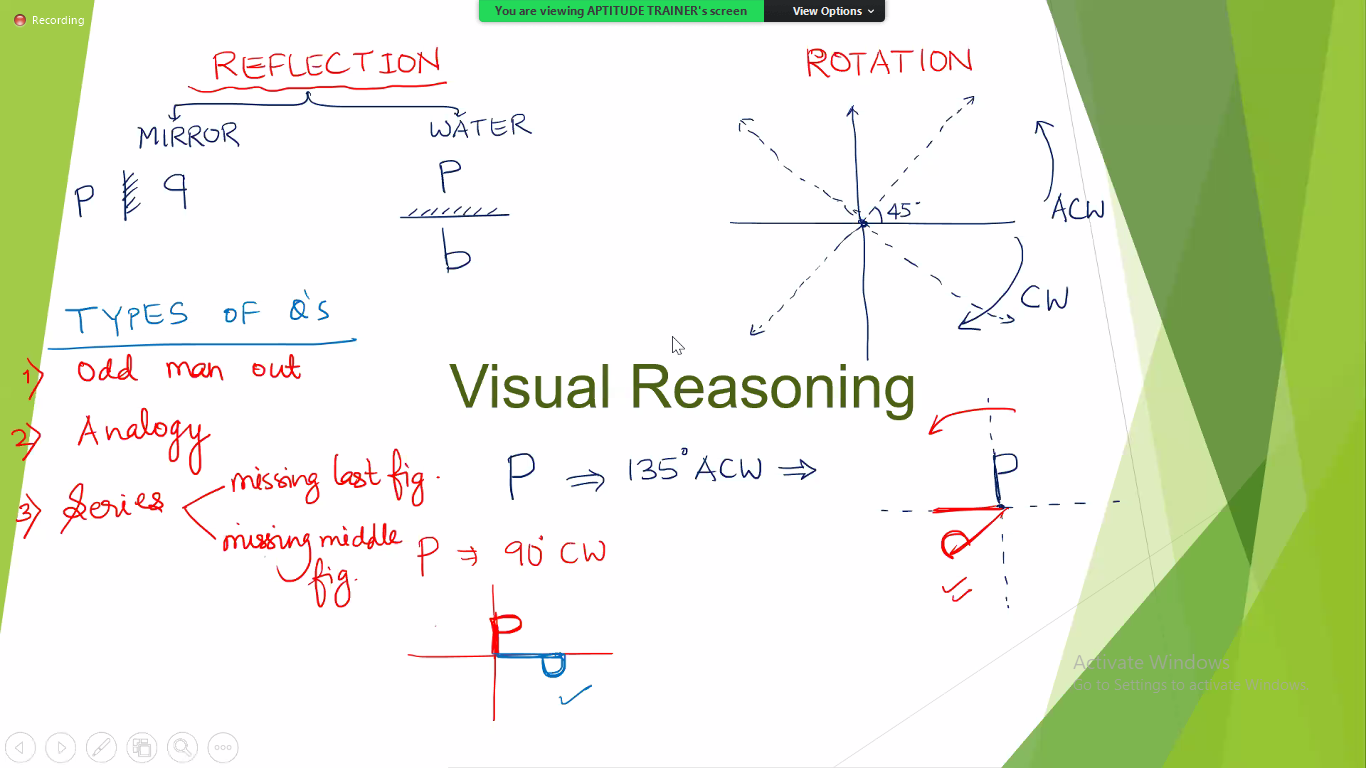 Recording
You are viewing APTITUDE TRAINER's screen
View Options
REFLECTION
MIRROR
WATER
P q
P
b
ROTATION
45°
ACW
CW
TYPES OF Q's
1) Odd man out
2) Analogy
3) Series
missing last fig.
missing middle
fig.
Visual Reasoning
P ⇒ 135° ACW ⇒
P
P ⇒ 90° CW
P
Activate Windows
Go to Settings to activate Windows.